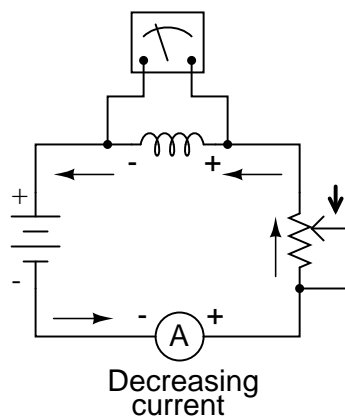 - +
+
-
- A +
Decreasing
current